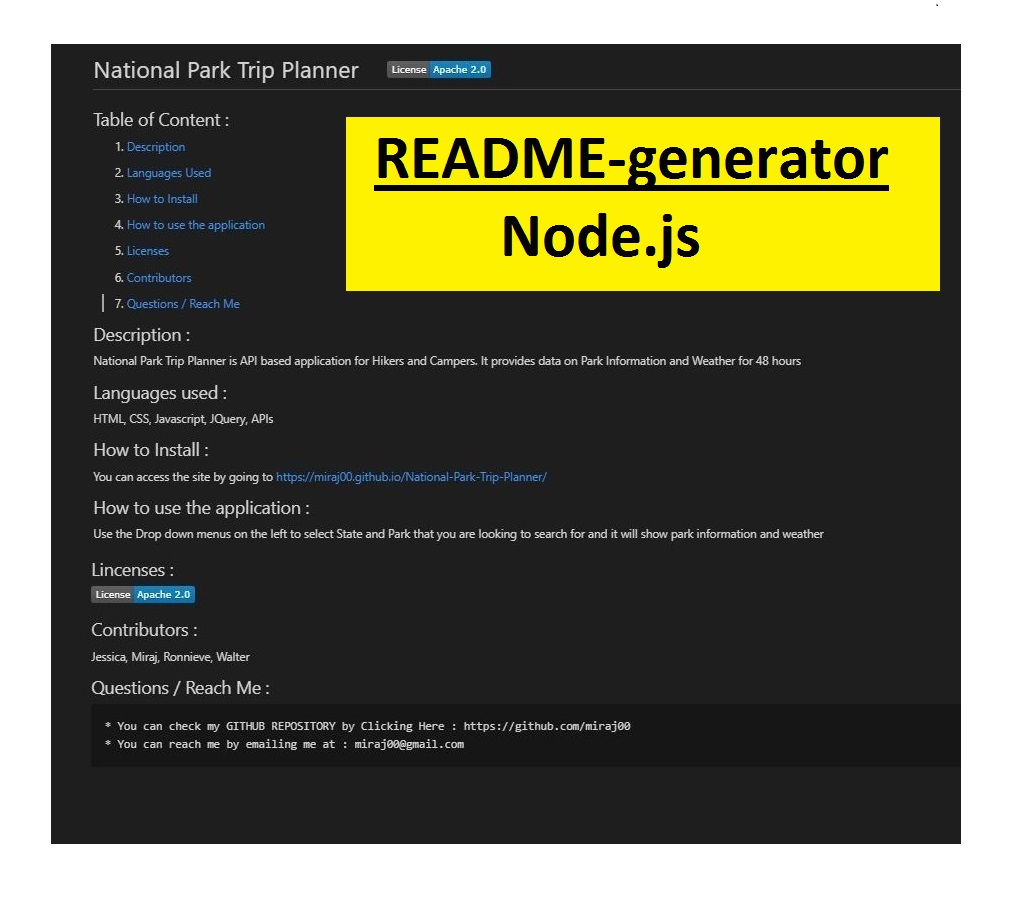 National Park Trip Planner License Apache 2.0
Table of Content :
README-generator
Node.js
1. Description
2. Languages Used
3. How to Install
4. How to use the application
5. Licenses
6. Contributors
7. Questions / Reach Me
Description :
National Park Trip Planner is API based application for Hikers and Campers. It provides data on Park Information and Weather for 48 hours
Languages used :
HTML, CSS, Javascript, JQuery, APIs
How to Install :
You can access the site by going to https://miraj00.github.io/National-Park-Trip-Planner/
How to use the application :
Use the Drop down menus on the left to select State and Park that you are looking to search for and it will show park information and weather
Lincenses :
License Apache 2.0
Contributors :
Jessica, Miraj, Ronnieve, Walter
Questions / Reach Me :
* You can check my GITHUB REPOSITORY by Clicking Here : https://github.com/miraj00
* You can reach me by emailing me at : miraj00@gmail.com